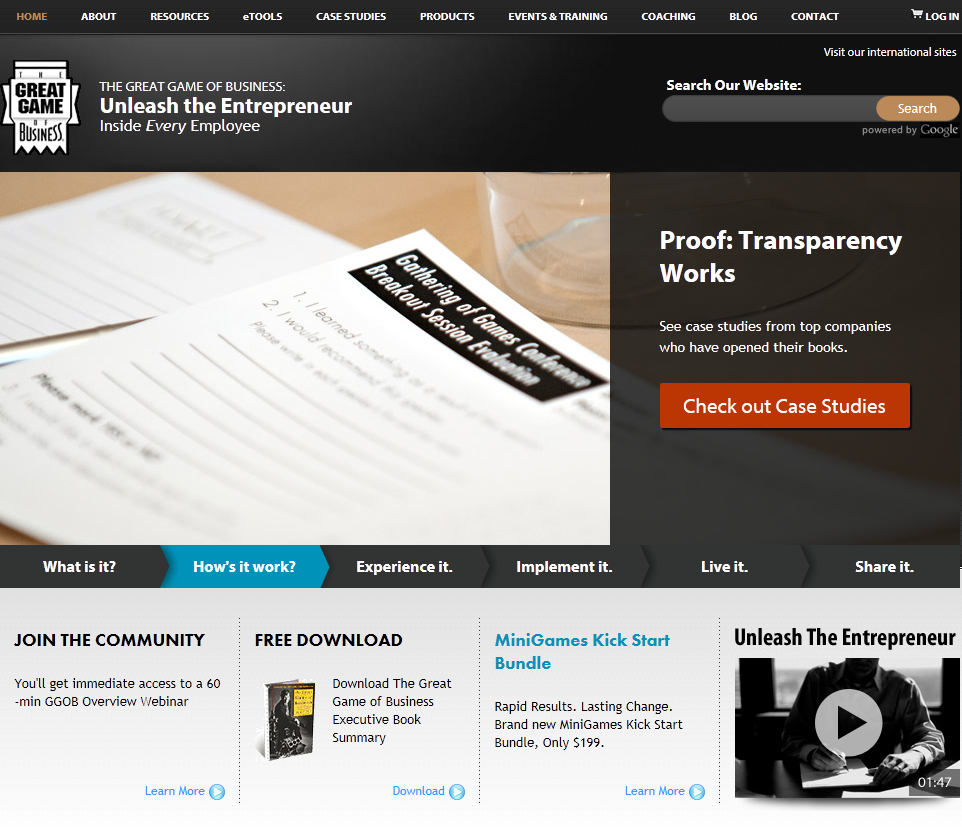 HOME ABOUT RESOURCES eTOOLS CASE STUDIES PRODUCTS EVENTS & TRAINING COACHING BLOG CONTACT LOG IN
Visit our international sites
THE
GREAT
GAME
OF
BUSINESS.
THE GREAT GAME OF BUSINESS:
Unleash the Entrepreneur
Inside Every Employee
Search Our Website:
Search
powered by Google
Gathering of Games Conference
Breakout Session Evaluation
1. I learned something
2. I would recommend
Please write
Please mark YES or NO
Proof: Transparency
Works
See case studies from top companies
who have opened their books.
Check out Case Studies
What is it? How's it work? Experience it. Implement it. Live it. Share it.
JOIN THE COMMUNITY
You'll get immediate access to a 60
-min GGOB Overview Webinar
Learn More
FREE DOWNLOAD
Download The Great
Game of Business
Executive Book
Summary
Download
MiniGames Kick Start
Bundle
Rapid Results. Lasting Change.
Brand new MiniGames Kick Start
Bundle, Only $199.
Learn More
Unleash The Entrepreneur
01:47